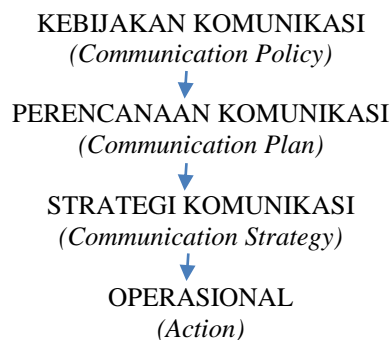 KEBIJAKAN KOMUNIKASI
(Communication Policy)
PERENCANAAN KOMUNIKASI
(Communication Plan)
STRATEGI KOMUNIKASI
(Communication Strategy)
OPERASIONAL
(Action)